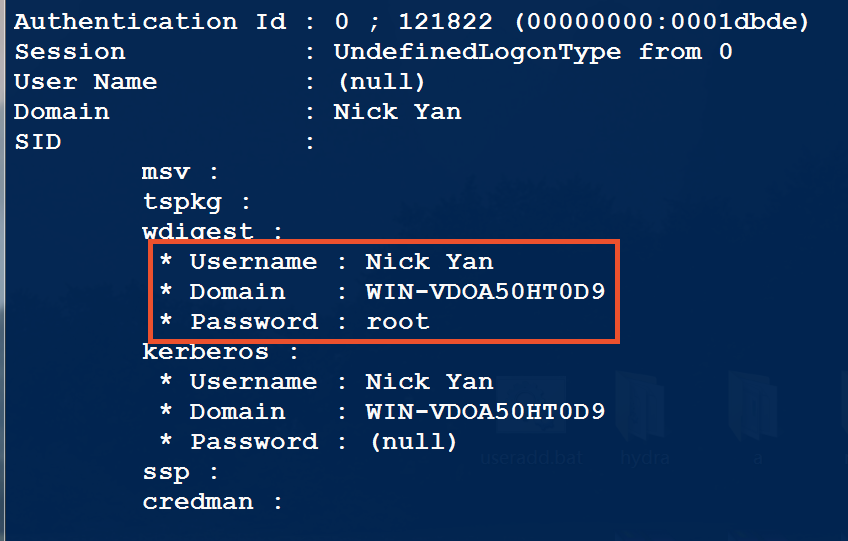 Authentication Id : 0 ; 121822 (00000000:0001dbde)
Session           : UndefinedLogonType from 0
User Name         : (null)
Domain            : Nick Yan
SID               :
        msv :
        tspkg :
        wdigest :
         * Username : Nick Yan
         * Domain   : WIN-VDOA50HT0D9
         * Password : root
        kerberos :
         * Username : Nick Yan
         * Domain   : WIN-VDOA50HT0D9
         * Password : (null)
        ssp :
        credman :
useradd.bat hydra a